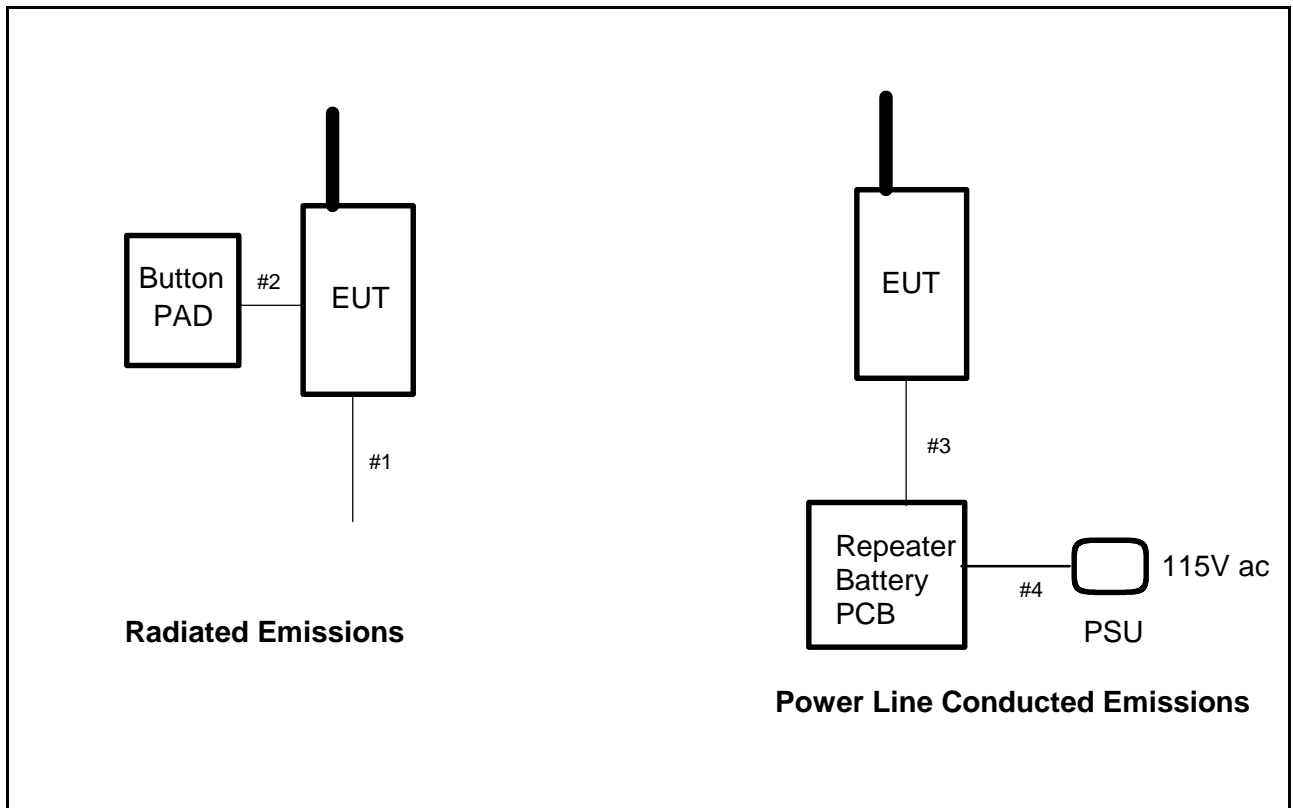 Button
PAD
#2
EUT
#1
Radiated Emissions
EUT
#3
Repeater
Battery
PCB
#4
115V ac
PSU
Power Line Conducted Emissions